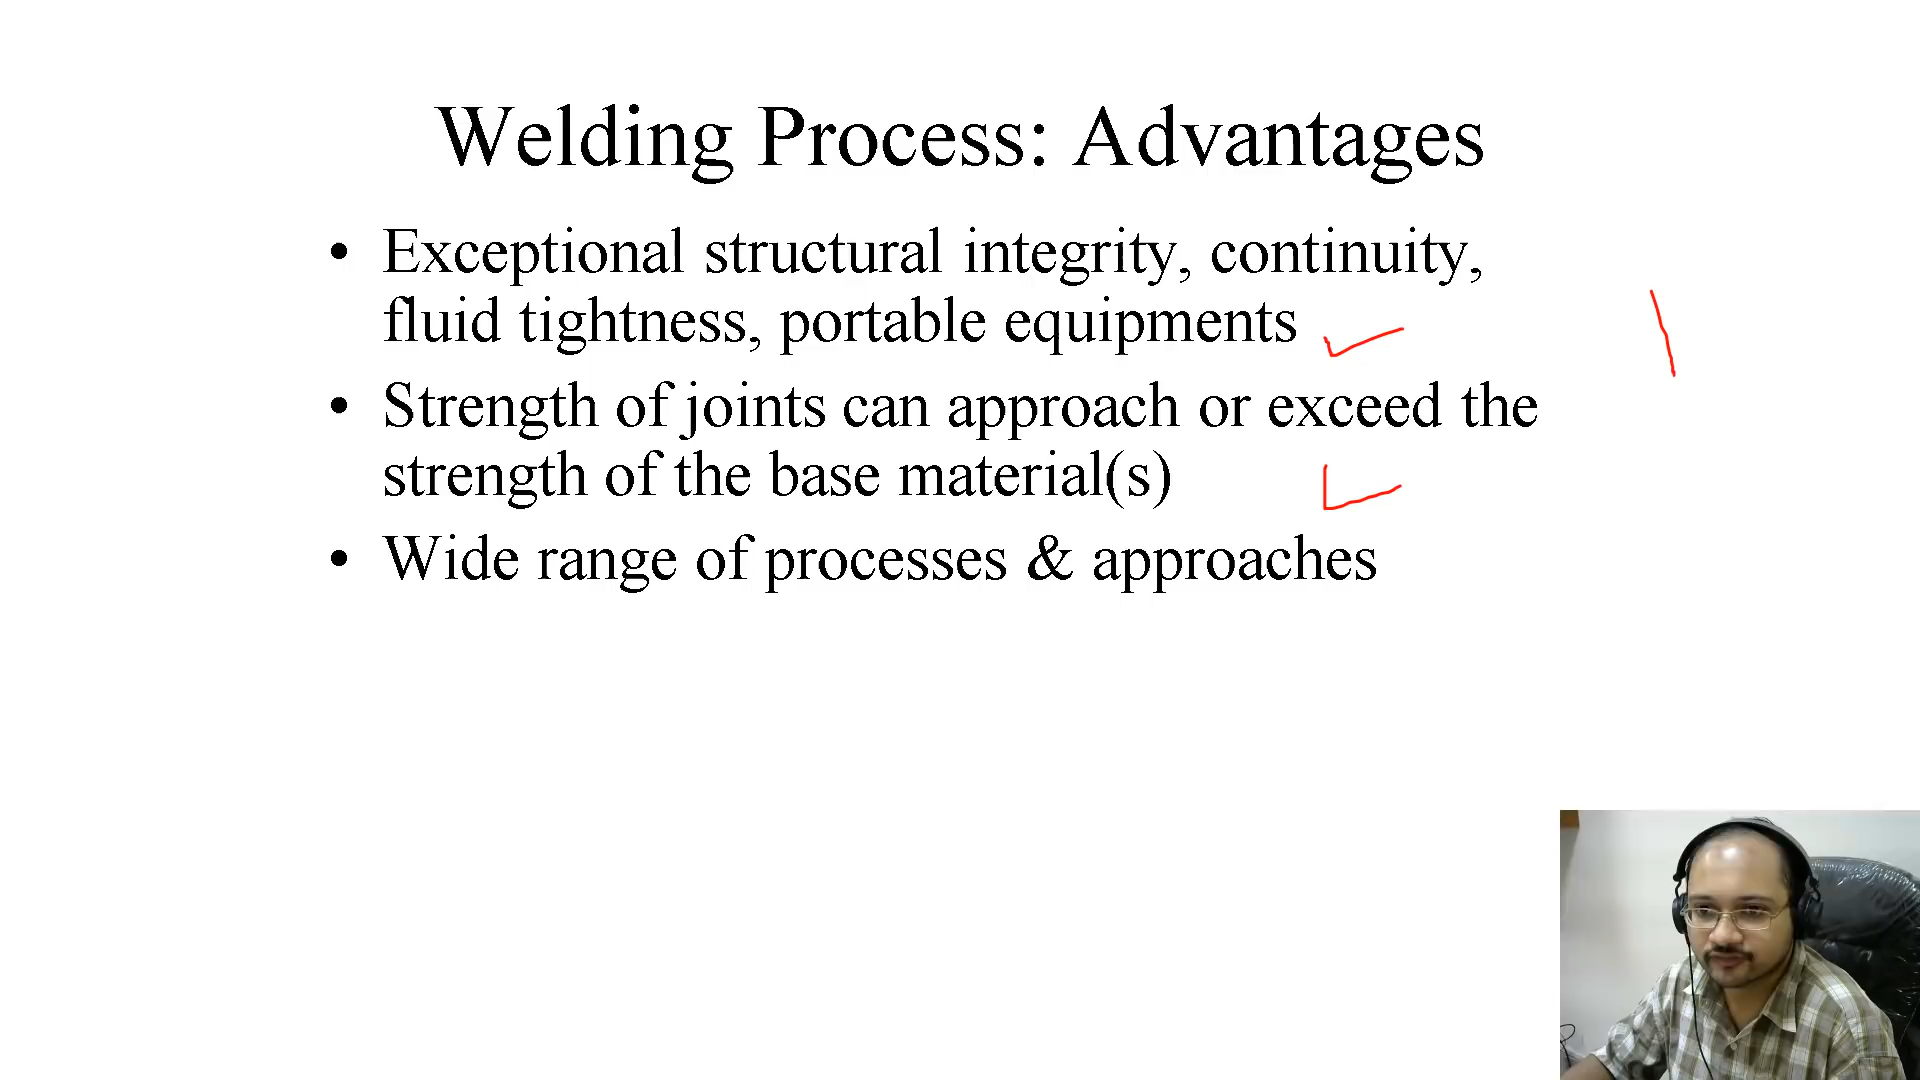 Welding Process: Advantages
• Exceptional structural integrity, continuity,
fluid tightness, portable equipments
• Strength of joints can approach or exceed the
strength of the base material(s)
• Wide range of processes & approaches